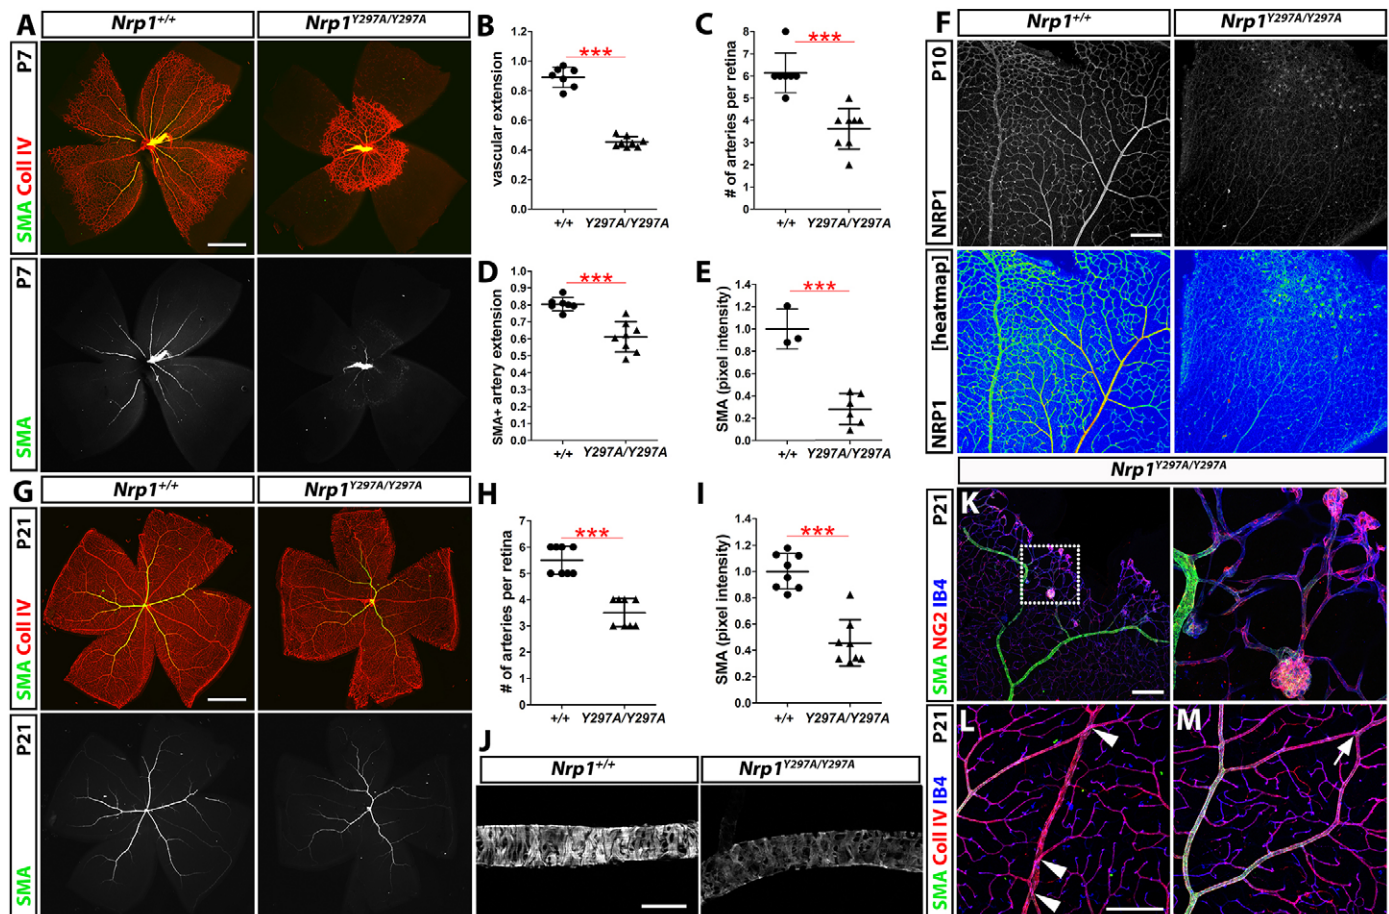 A
Nrp1+/+
Nrp1Y297A/Y297A
P7
SMA Coll IV
P7
SMA
B
vascular extension
1.2
1.0
0.8
0.6
0.4
0.2
0.0
***
+/+
Y297A/Y297A
C
# of arteries per retina
8
7
6
5
4
3
2
1
0
***
+/+
Y297A/Y297A
D
SMA+ artery extension
1.0
0.9
0.8
0.7
0.6
0.5
0.4
0.3
0.2
0.1
0.0
***
+/+
Y297A/Y297A
E
SMA (pixel intensity)
1.4
1.2
1.0
0.8
0.6
0.4
0.2
0.0
***
+/+
Y297A/Y297A
F
Nrp1+/+
Nrp1Y297A/Y297A
P10
NRP1
[heatmap]
NRP1
G
Nrp1+/+
Nrp1Y297A/Y297A
P21
SMA Coll IV
P21
SMA
H
# of arteries per retina
8
7
6
5
4
3
2
1
0
***
+/+
Y297A/Y297A
I
SMA (pixel intensity)
1.4
1.2
1.0
0.8
0.6
0.4
0.2
0.0
***
+/+
Y297A/Y297A
J
Nrp1+/+
Nrp1Y297A/Y297A
Nrp1Y297A/Y297A
K
P21
SMA NG2 IB4
L
M
P21
SMA Coll IV IB4